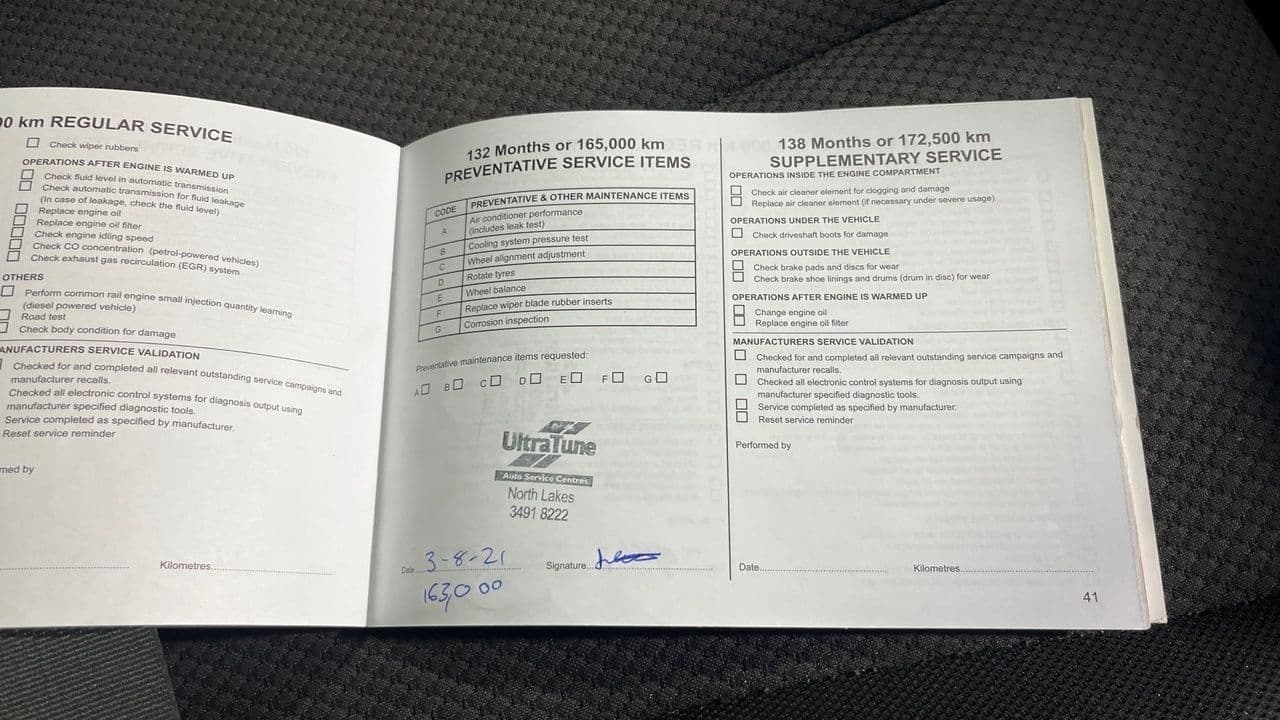 00 km REGULAR SERVICE
Check wiper rubbers
OPERATIONS AFTER ENGINE IS WARMED UP
Check fluid level in automatic transmission
Check automatic transmission for fluid leakage
(In case of leakage, check the fluid level)
Replace engine oil
Replace engine oil filter
Check engine idling speed
Check CO concentration (petrol-powered vehicles)
Check exhaust gas recirculation (EGR) system
OTHERS
Perform common rail engine small injection quantity learning
(diesel powered vehicle)
Road test
Check body condition for damage
ANUFACTURERS SERVICE VALIDATION
Checked for and completed all relevant outstanding service campaigns and
manufacturer recalls.
Checked all electronic control systems for diagnosis output using
manufacturer specified diagnostic tools.
Service completed as specified by manufacturer.
Reset service reminder
med by
Kilometres
132 Months or 165,000 km
PREVENTATIVE SERVICE ITEMS
CODE PREVENTATIVE & OTHER MAINTENANCE ITEMS
A Air conditioner performance
(includes leak test)
B Cooling system pressure test
C Wheel alignment adjustment
D Rotate tyres
E Wheel balance
F Replace wiper blade rubber inserts
G Corrosion inspection
Preventative maintenance items requested:
A B C D E F G
UltraTune
Auto Service Centres
North Lakes
3491 8222
Date 3-8-21 Signature
163,000
138 Months or 172,500 km
SUPPLEMENTARY SERVICE
OPERATIONS INSIDE THE ENGINE COMPARTMENT
Check air cleaner element for clogging and damage
Replace air cleaner element (if necessary under severe usage)
OPERATIONS UNDER THE VEHICLE
Check driveshaft boots for damage
OPERATIONS OUTSIDE THE VEHICLE
Check brake pads and discs for wear
Check brake shoe linings and drums (drum in disc) for wear
OPERATIONS AFTER ENGINE IS WARMED UP
Change engine oil
Replace engine oil filter
MANUFACTURERS SERVICE VALIDATION
Checked for and completed all relevant outstanding service campaigns and
manufacturer recalls.
Checked all electronic control systems for diagnosis output using
manufacturer specified diagnostic tools.
Service completed as specified by manufacturer.
Reset service reminder
Performed by
Date Kilometres
41